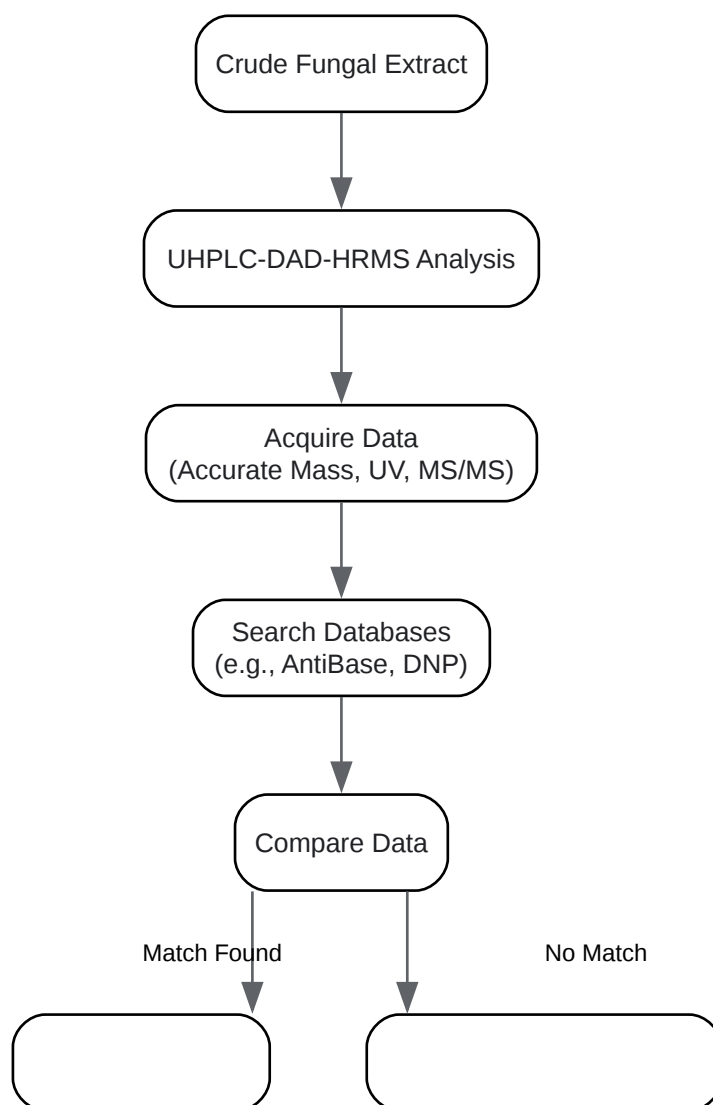 Crude Fungal Extract
UHPLC-DAD-HRMS Analysis
Acquire Data
(Accurate Mass, UV, MS/MS)
Search Databases
(e.g., AntiBase, DNP)
Compare Data
Match Found
No Match